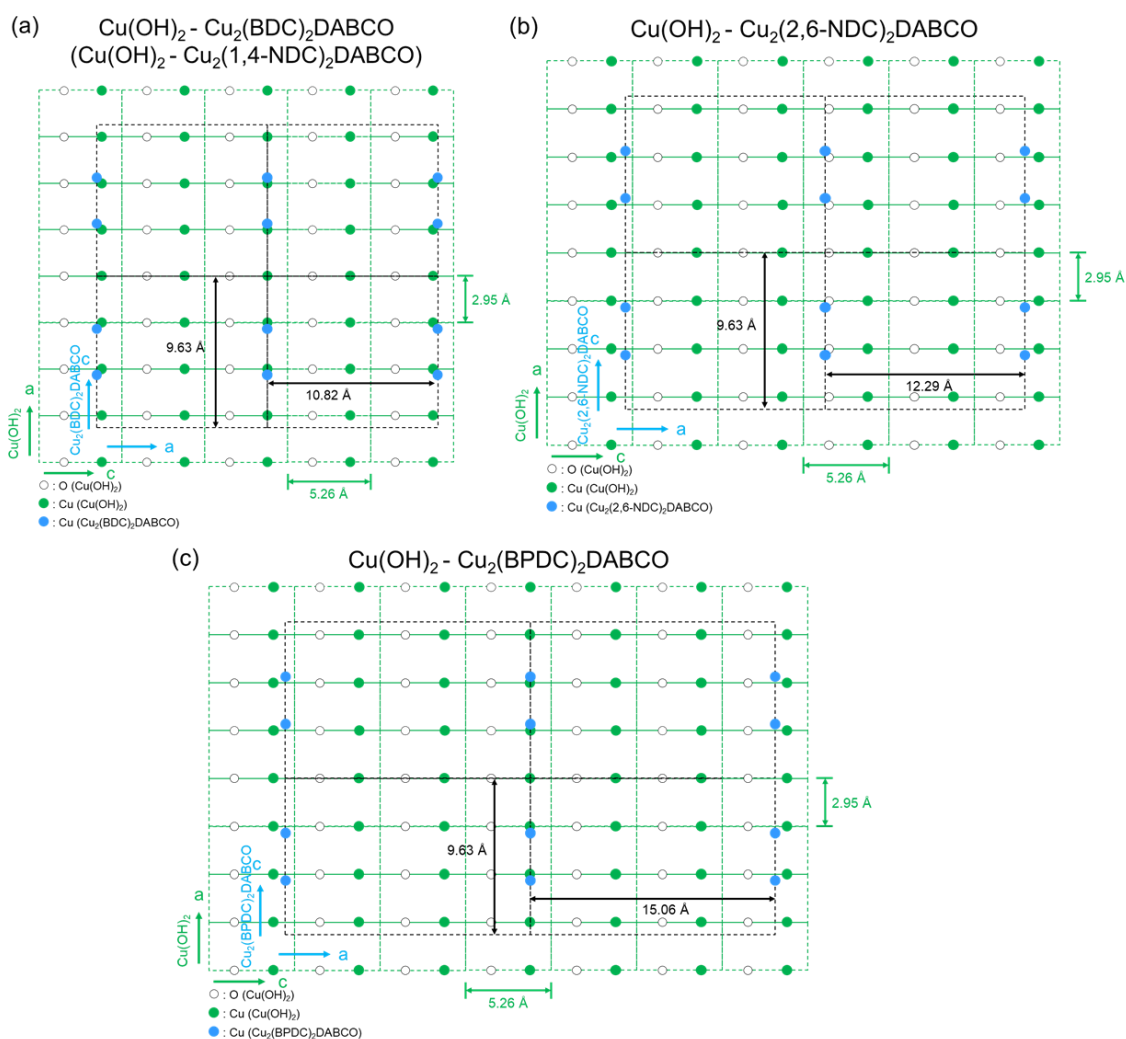 (a)
Cu(OH)₂ - Cu₂(BDC)₂DABCO
(Cu(OH)₂ - Cu₂(1,4-NDC)₂DABCO)
2.95 Å
9.63 Å
10.82 Å
Cu₂(BDC)₂DABCO
c
a
Cu(OH)₂
a
c
5.26 Å
: O (Cu(OH)₂)
: Cu (Cu(OH)₂)
: Cu (Cu₂(BDC)₂DABCO)
(b)
Cu(OH)₂ - Cu₂(2,6-NDC)₂DABCO
2.95 Å
9.63 Å
12.29 Å
Cu₂(2,6-NDC)₂DABCO
c
a
Cu(OH)₂
a
c
5.26 Å
: O (Cu(OH)₂)
: Cu (Cu(OH)₂)
: Cu (Cu₂(2,6-NDC)₂DABCO)
(c)
Cu(OH)₂ - Cu₂(BPDC)₂DABCO
2.95 Å
9.63 Å
15.06 Å
Cu₂(BPDC)₂DABCO
c
a
Cu(OH)₂
a
c
5.26 Å
: O (Cu(OH)₂)
: Cu (Cu(OH)₂)
: Cu (Cu₂(BPDC)₂DABCO)